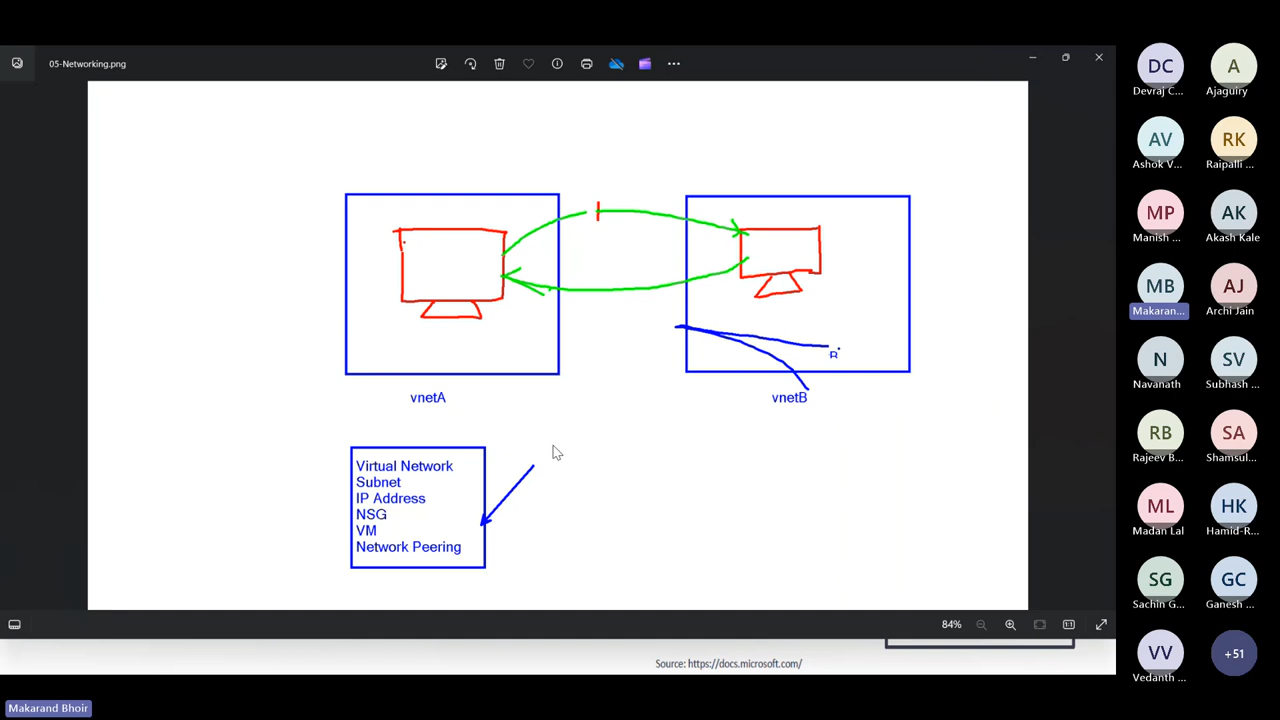 05-Networking.png
vnetA
vnetB
Virtual Network
Subnet
IP Address
NSG
VM
Network Peering
84%
1:1
Source: https://docs.microsoft.com/
DC
Devraj C...
A
Ajaguiry
AV
Ashok V...
RK
Raipalli ...
MP
Manish ...
AK
Akash Kale
MB
Makaran...
AJ
Archi Jain
N
Navanath
SV
Subhash ...
RB
Rajeev B...
SA
Shamsul...
ML
Madan Lal
HK
Hamid-R...
SG
Sachin G...
GC
Ganesh ...
VV
Vedanth ...
+51
Makarand Bhoir